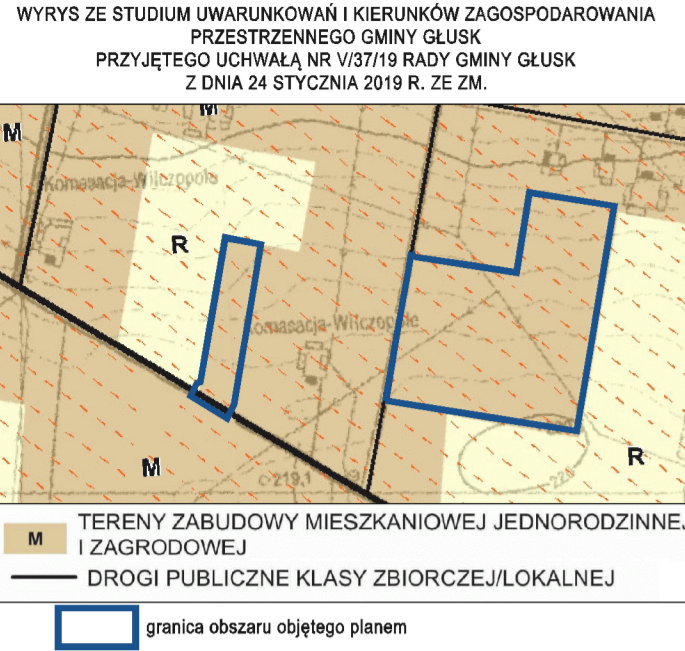 WYRYS ZE STUDIUM UWARUNKOWAŃ I KIERUNKÓW ZAGOSPODAROWANIA
PRZESTRZENNEGO GMINY GŁUSK
PRZYJĘTEGO UCHWAŁĄ NR V/37/19 RADY GMINY GŁUSK
Z DNIA 24 STYCZNIA 2019 R. ZE ZM.
M
M
Komasacja-Wilczopole
R
Komasacja-Wilczopole
M
R
c-219,1
M
TERENY ZABUDOWY MIESZKANIOWEJ JEDNORODZINNEJ
I ZAGRODOWEJ
DROGI PUBLICZNE KLASY ZBIORCZEJ/LOKALNEJ
granica obszaru objętego planem